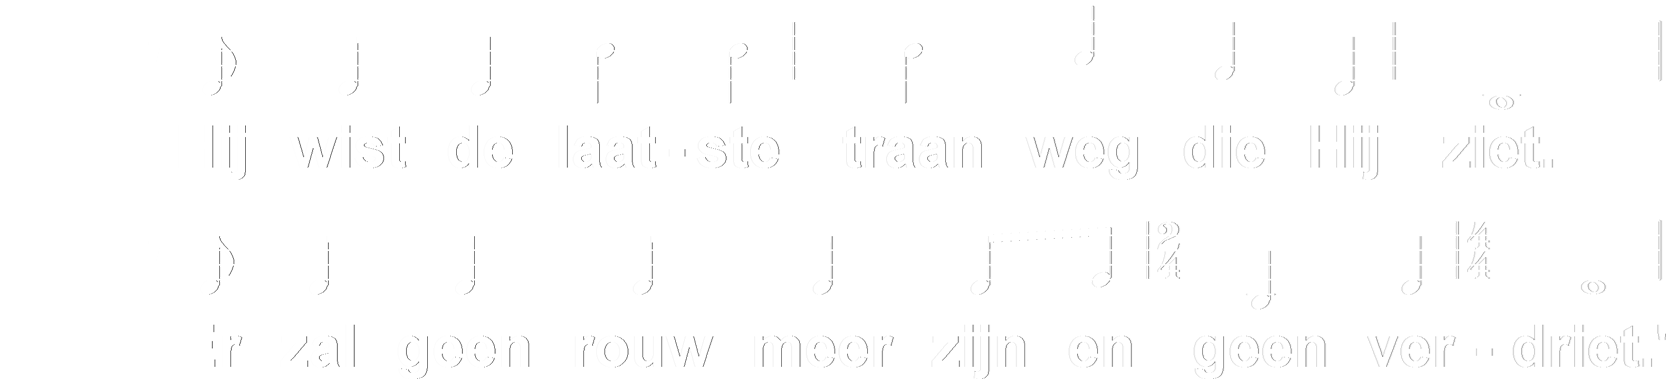 Hij wist de laat-ste traan weg die Hij ziet.
Er zal geen rouw meer zijn en geen ver - driet.'